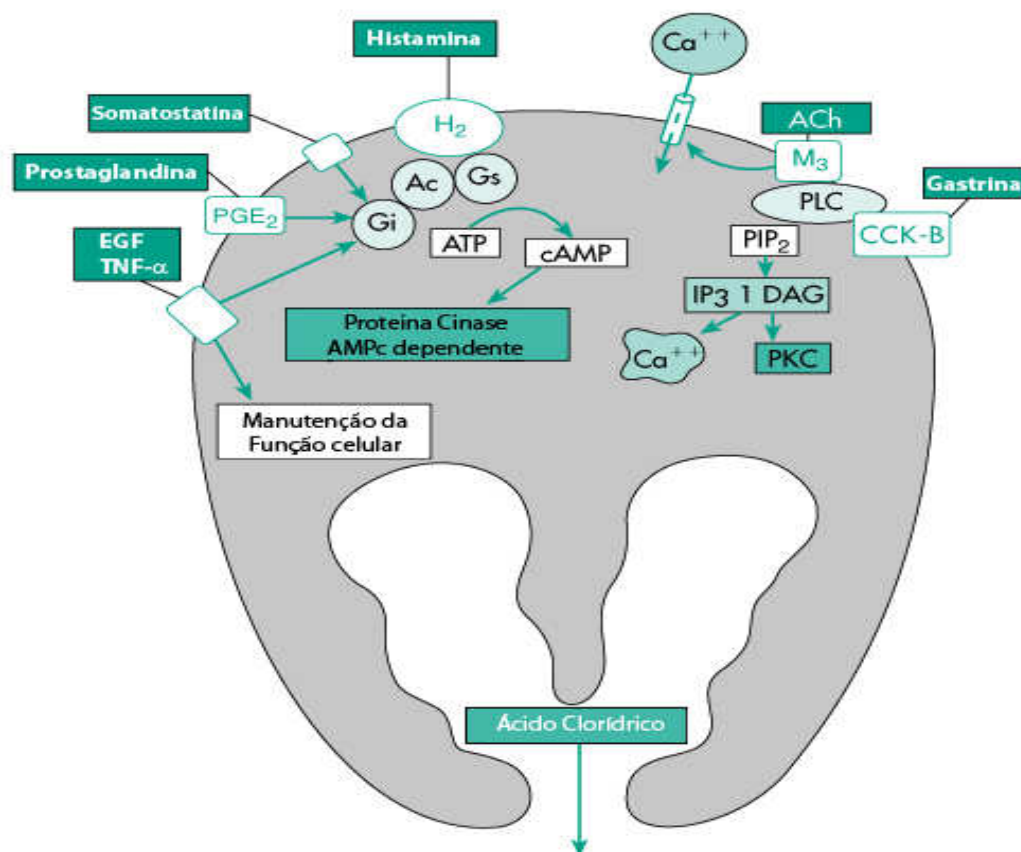 Histamina
Ca++
Somatostatina
H2
ACh
Prostaglandina
Ac
Gs
M3
Gastrina
PGE2
Gi
PLC
EGF
TNF-α
ATP
cAMP
PIP2
CCK-B
IP3 1 DAG
Proteína Cinase
AMPc dependente
Ca++
PKC
Manutenção da
Função celular
Ácido Clorídrico